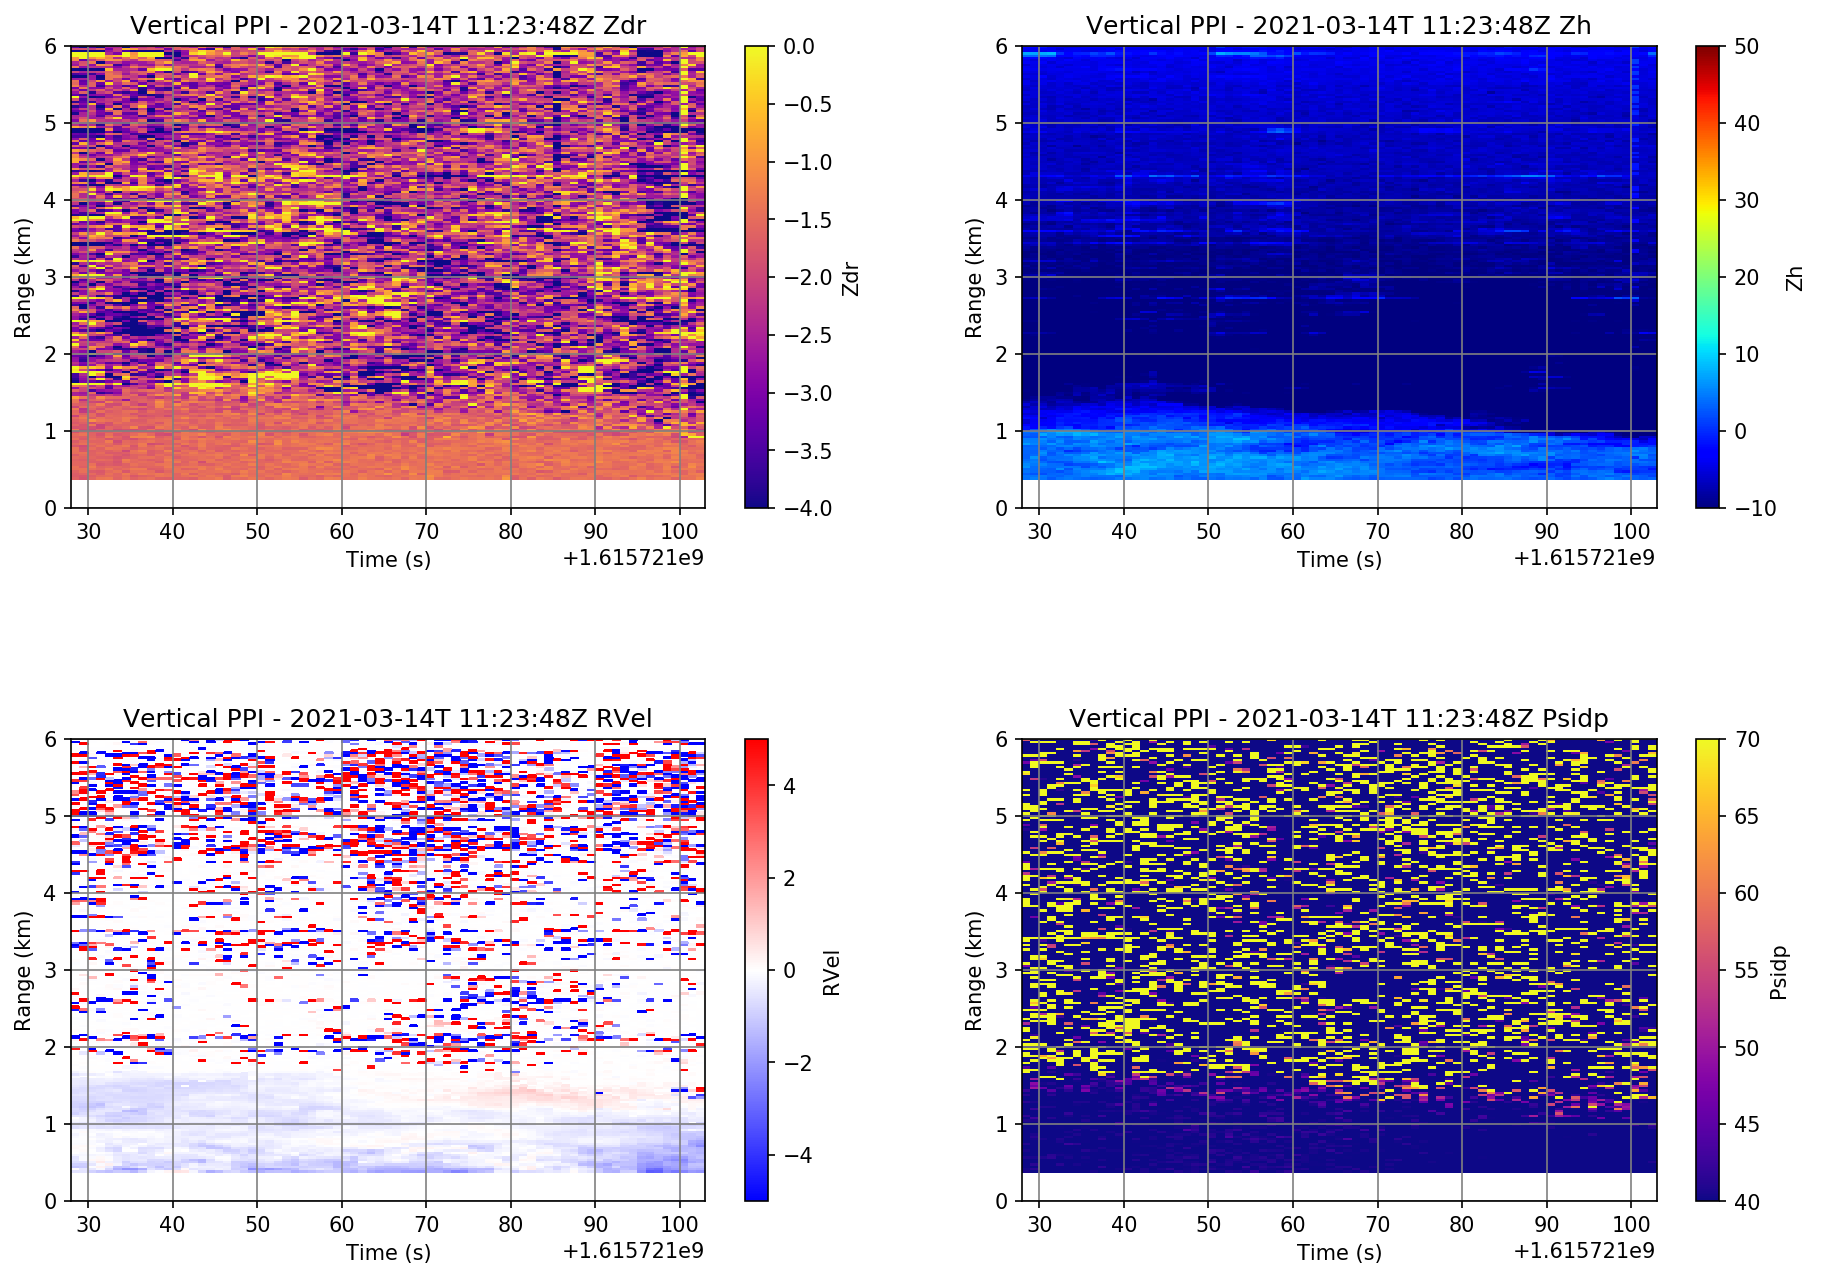 Vertical PPI - 2021-03-14T 11:23:48Z Zdr
6
5
4
3
2
1
0
Range (km)
30 40 50 60 70 80 90 100
Time (s)
+1.615721e9
0.0
−0.5
−1.0
−1.5
−2.0
−2.5
−3.0
−3.5
−4.0
Zdr
Vertical PPI - 2021-03-14T 11:23:48Z Zh
6
5
4
3
2
1
0
Range (km)
30 40 50 60 70 80 90 100
Time (s)
+1.615721e9
50
40
30
20
10
0
−10
Zh
Vertical PPI - 2021-03-14T 11:23:48Z RVel
6
5
4
3
2
1
0
Range (km)
30 40 50 60 70 80 90 100
Time (s)
+1.615721e9
4
2
0
−2
−4
RVel
Vertical PPI - 2021-03-14T 11:23:48Z Psidp
6
5
4
3
2
1
0
Range (km)
30 40 50 60 70 80 90 100
Time (s)
+1.615721e9
70
65
60
55
50
45
40
Psidp